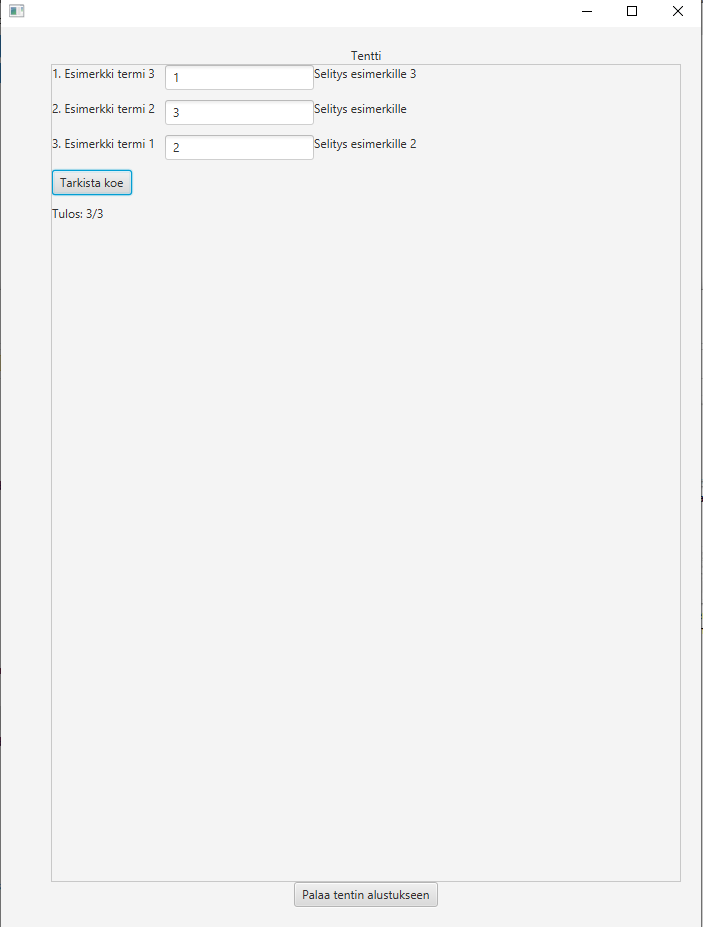 Tentti
1. Esimerkki termi 3 1 Selitys esimerkille 3
2. Esimerkki termi 2 3 Selitys esimerkille
3. Esimerkki termi 1 2 Selitys esimerkille 2
Tarkista koe
Tulos: 3/3
Palaa tentin alustukseen